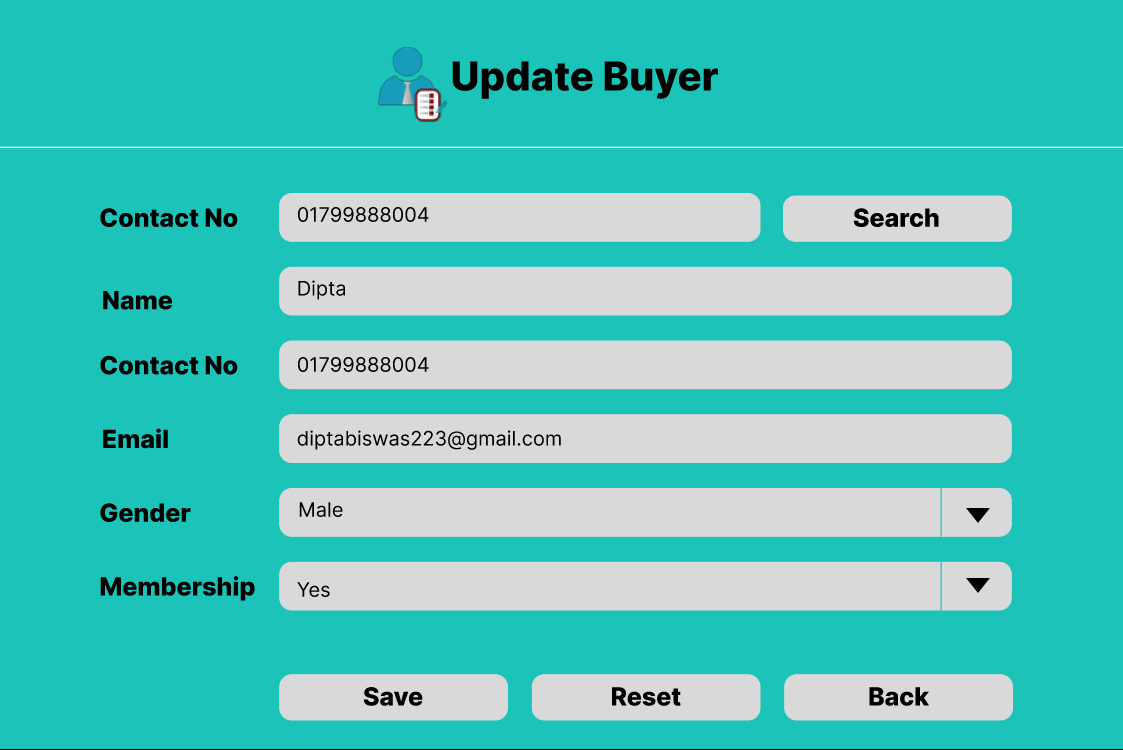 Update Buyer
Contact No 01799888004 Search
Name Dipta
Contact No 01799888004
Email diptabiswas223@gmail.com
Gender Male
Membership Yes
Save Reset Back